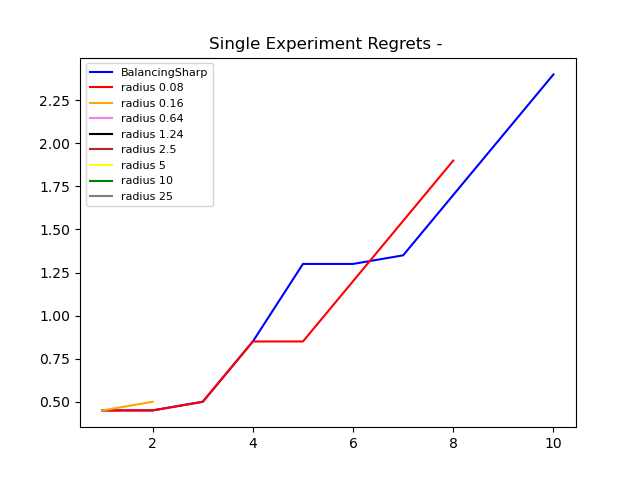 Single Experiment Regrets -
BalancingSharp
radius 0.08
radius 0.16
radius 0.64
radius 1.24
radius 2.5
radius 5
radius 10
radius 25
2.25
2.00
1.75
1.50
1.25
1.00
0.75
0.50
2 4 6 8 10